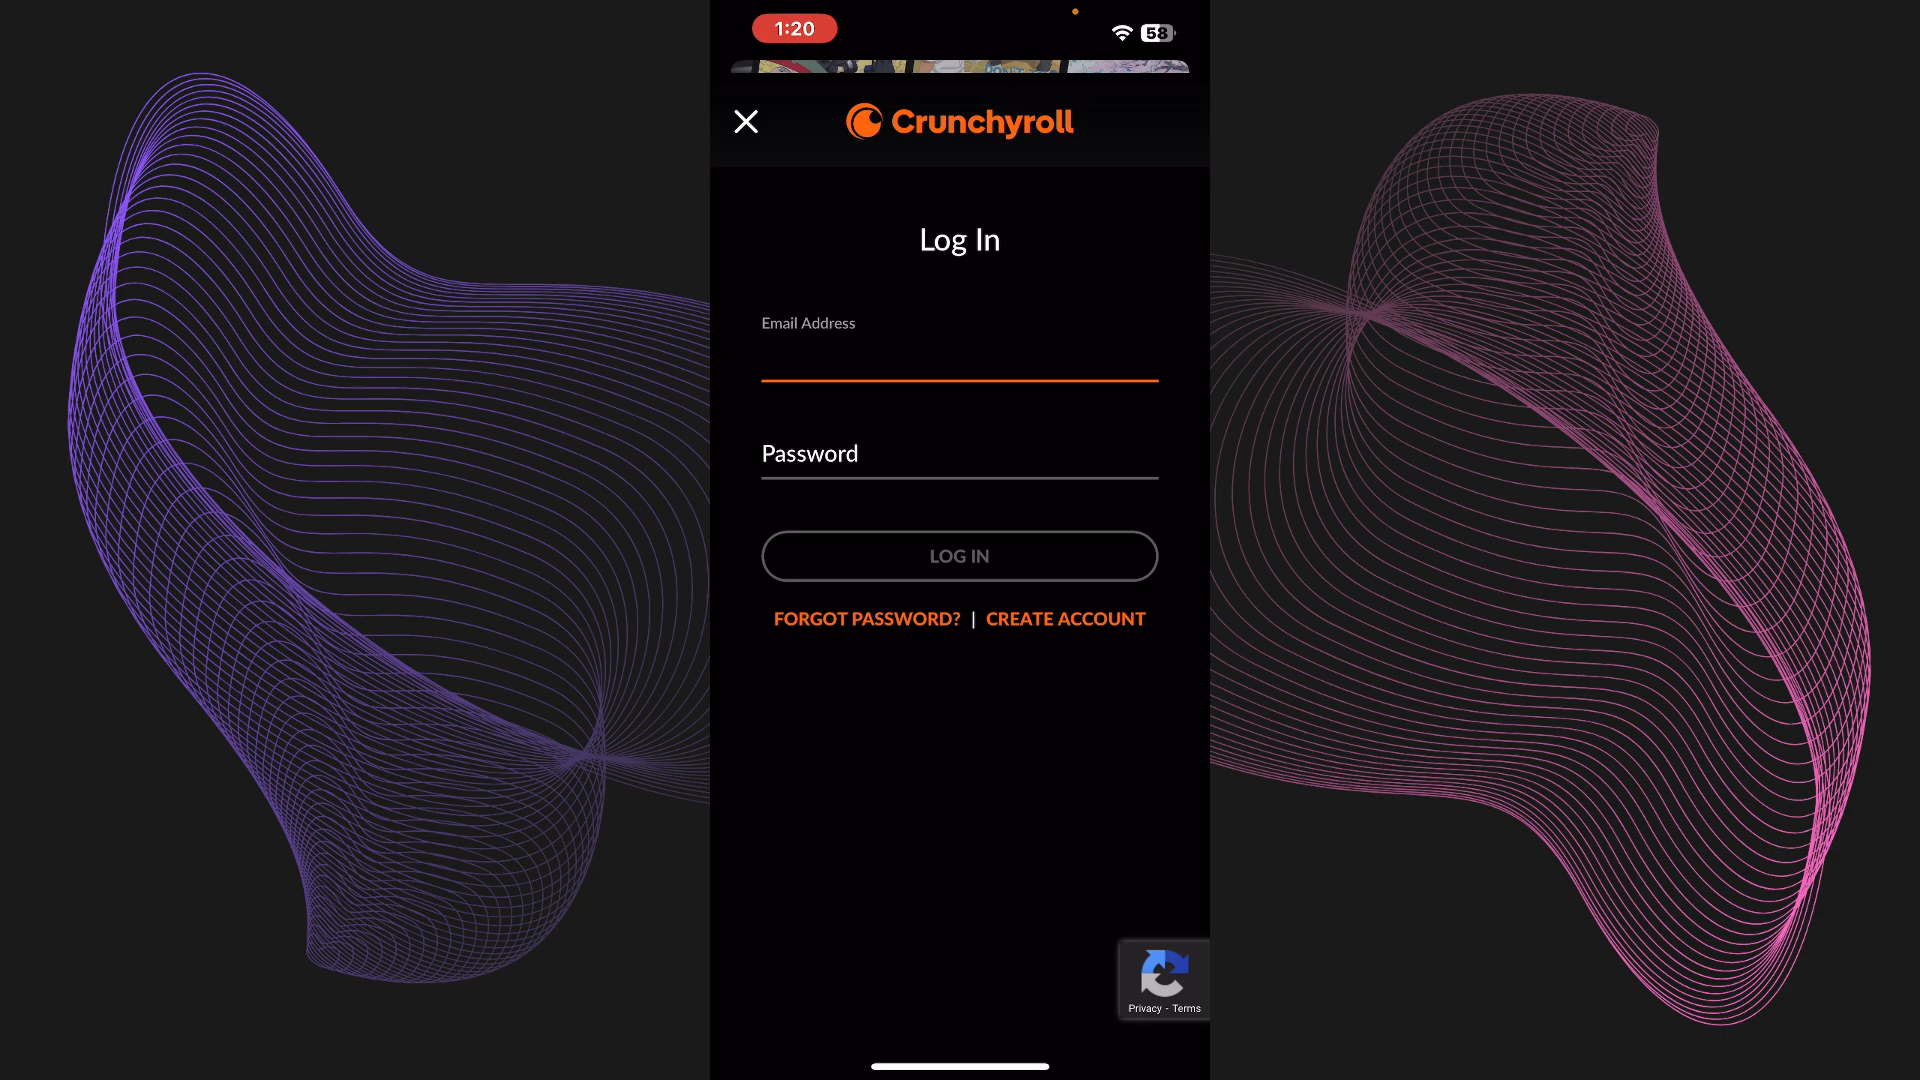 1:20
58
Crunchyroll
Log In
Email Address
Password
LOG IN
FORGOT PASSWORD? | CREATE ACCOUNT
Privacy - Terms